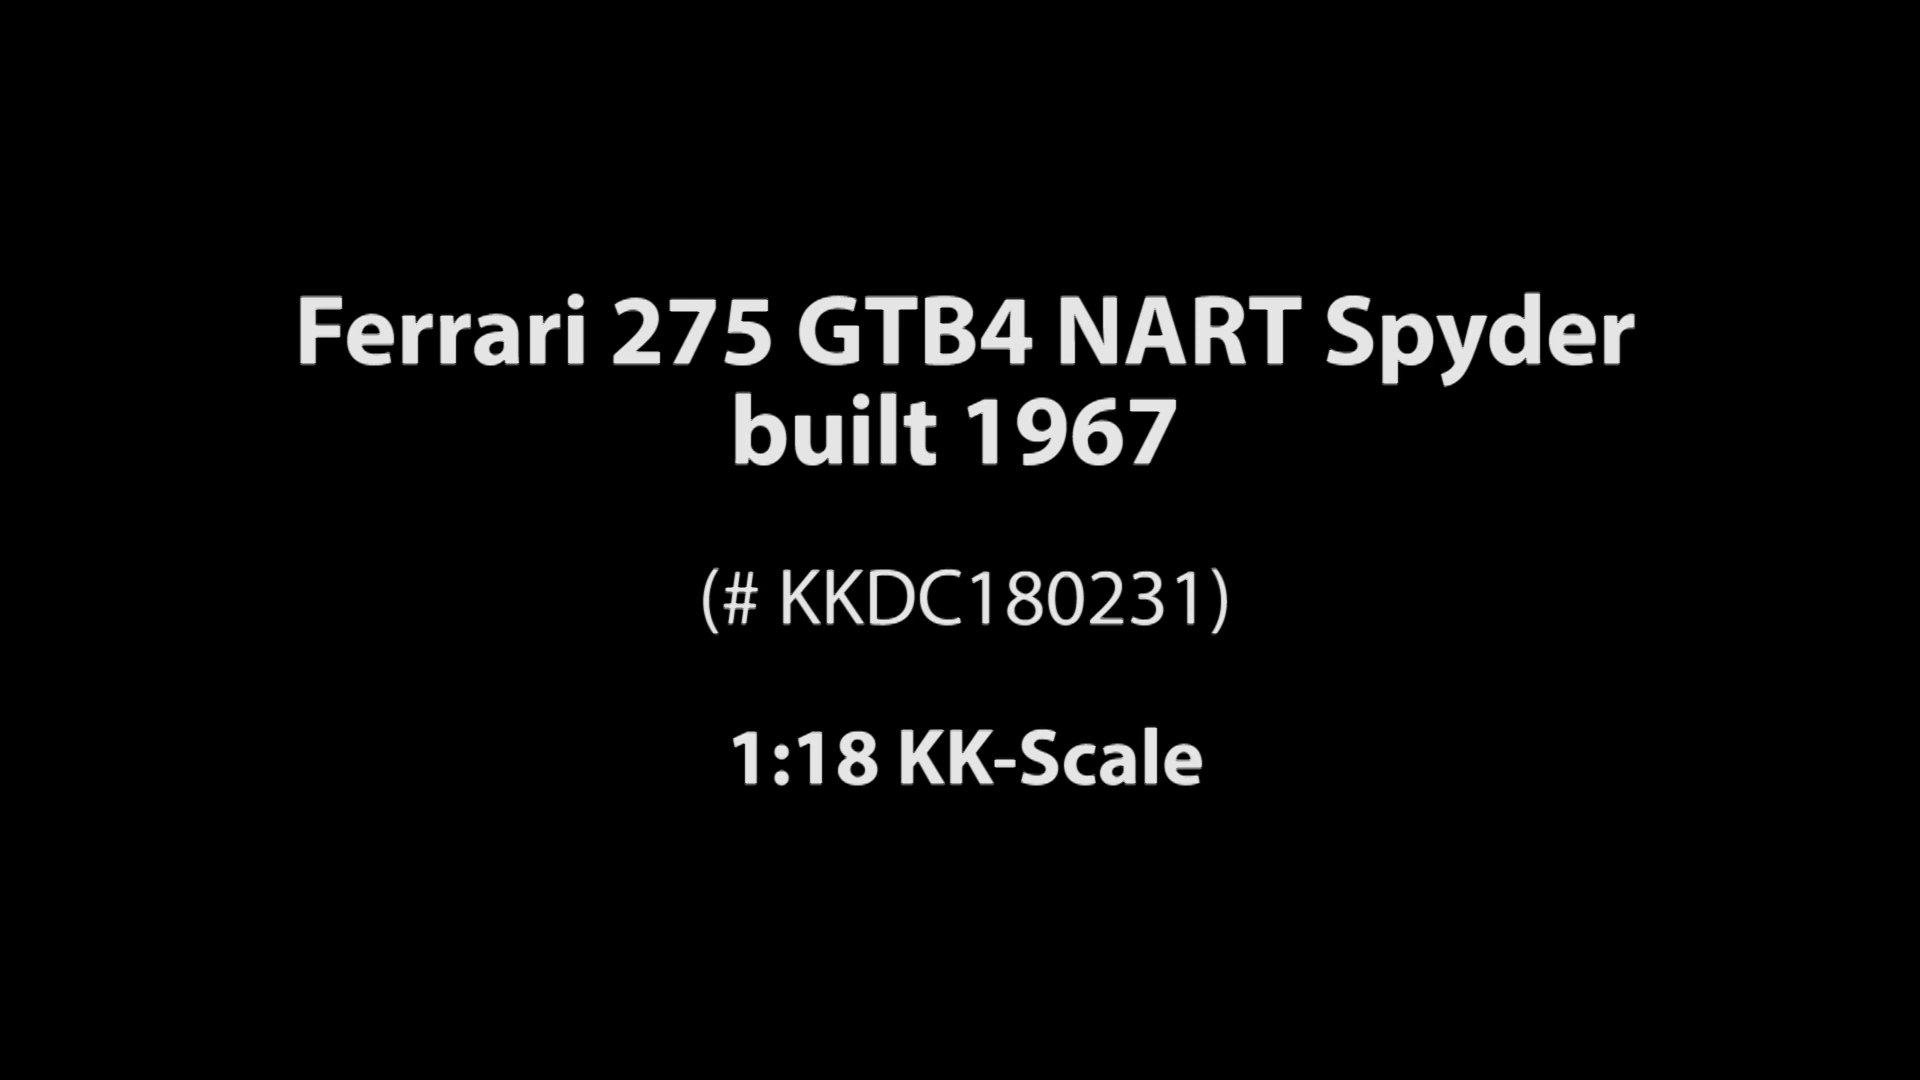 Ferrari 275 GTB4 NART Spyder
built 1967
(# KKDC180231)
1:18 KK-Scale